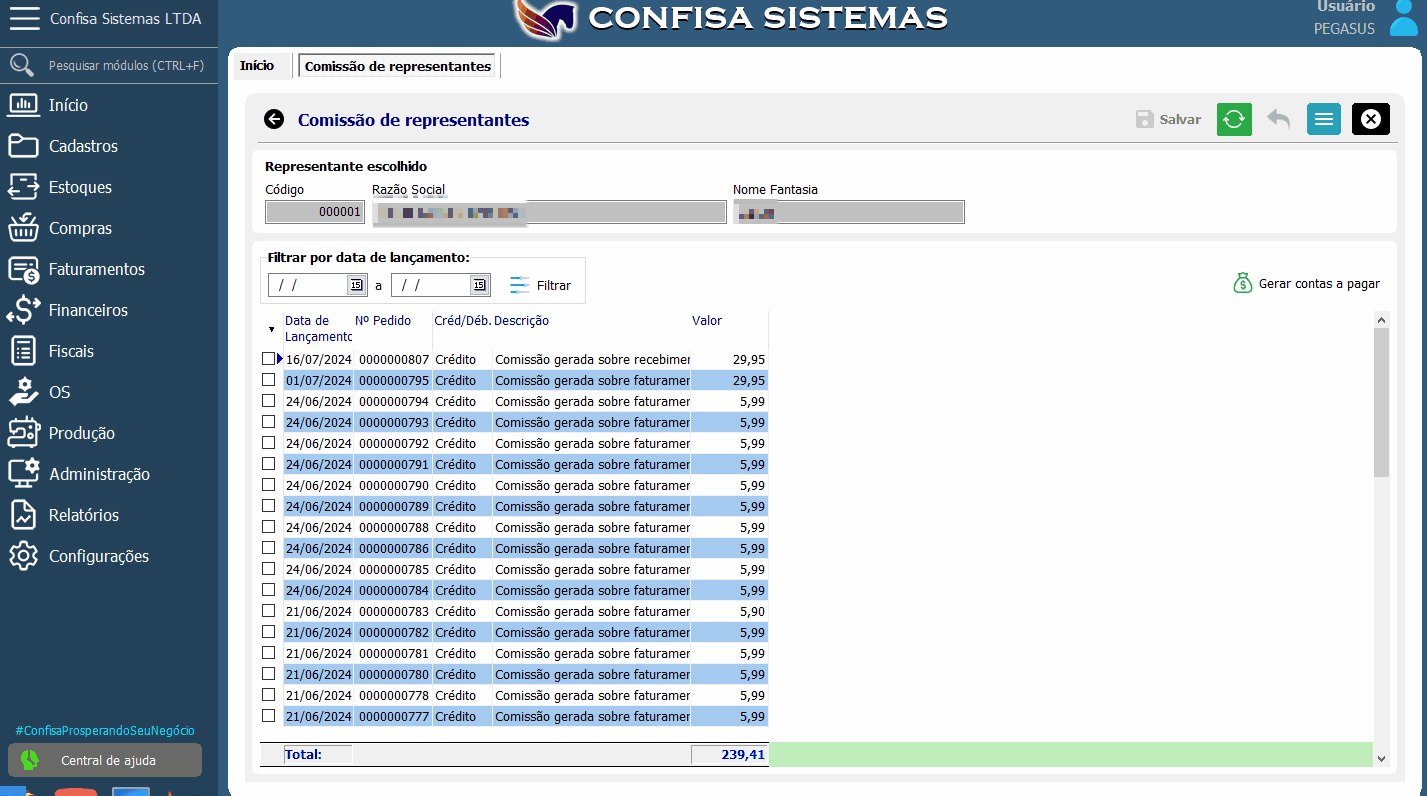 Confisa Sistemas LTDA
CONFISA SISTEMAS
Usuário
PEGASUS
Pesquisar módulos (CTRL+F)
Início
Cadastros
Estoques
Compras
Faturamentos
Financeiros
Fiscais
OS
Produção
Administração
Relatórios
Configurações
#ConfisaProsperandoSeuNegócio
Central de ajuda
Início
Comissão de representantes
Comissão de representantes
Salvar
Representante escolhido
Código
Razão Social
Nome Fantasia
000001
Filtrar por data de lançamento:
/ / 15 a / / 15 Filtrar
Gerar contas a pagar
Data de Lançamento Nº Pedido Créd/Déb. Descrição Valor
16/07/2024 0000000807 Crédito Comissão gerada sobre recebimer 29,95
01/07/2024 0000000795 Crédito Comissão gerada sobre faturamer 29,95
24/06/2024 0000000794 Crédito Comissão gerada sobre faturamer 5,99
24/06/2024 0000000793 Crédito Comissão gerada sobre faturamer 5,99
24/06/2024 0000000792 Crédito Comissão gerada sobre faturamer 5,99
24/06/2024 0000000791 Crédito Comissão gerada sobre faturamer 5,99
24/06/2024 0000000790 Crédito Comissão gerada sobre faturamer 5,99
24/06/2024 0000000789 Crédito Comissão gerada sobre faturamer 5,99
24/06/2024 0000000788 Crédito Comissão gerada sobre faturamer 5,99
24/06/2024 0000000786 Crédito Comissão gerada sobre faturamer 5,99
24/06/2024 0000000785 Crédito Comissão gerada sobre faturamer 5,99
24/06/2024 0000000784 Crédito Comissão gerada sobre faturamer 5,99
21/06/2024 0000000783 Crédito Comissão gerada sobre faturamer 5,90
21/06/2024 0000000782 Crédito Comissão gerada sobre faturamer 5,99
21/06/2024 0000000781 Crédito Comissão gerada sobre faturamer 5,99
21/06/2024 0000000780 Crédito Comissão gerada sobre faturamer 5,99
21/06/2024 0000000778 Crédito Comissão gerada sobre faturamer 5,99
21/06/2024 0000000777 Crédito Comissão gerada sobre faturamer 5,99
Total: 239,41